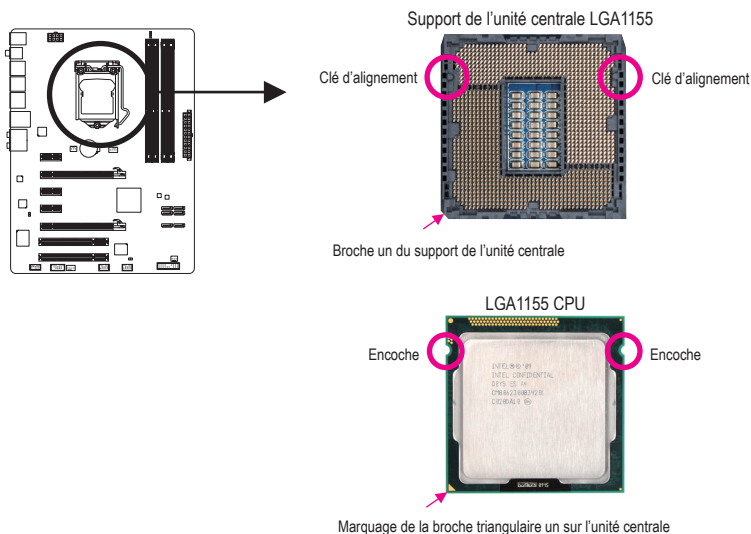 Support de l’unité centrale LGA1155
Clé d’alignement
Clé d’alignement
Broche un du support de l’unité centrale
LGA1155 CPU
Encoche
Encoche
INTEL CONFIDENTIAL
Marquage de la broche triangulaire un sur l’unité centrale